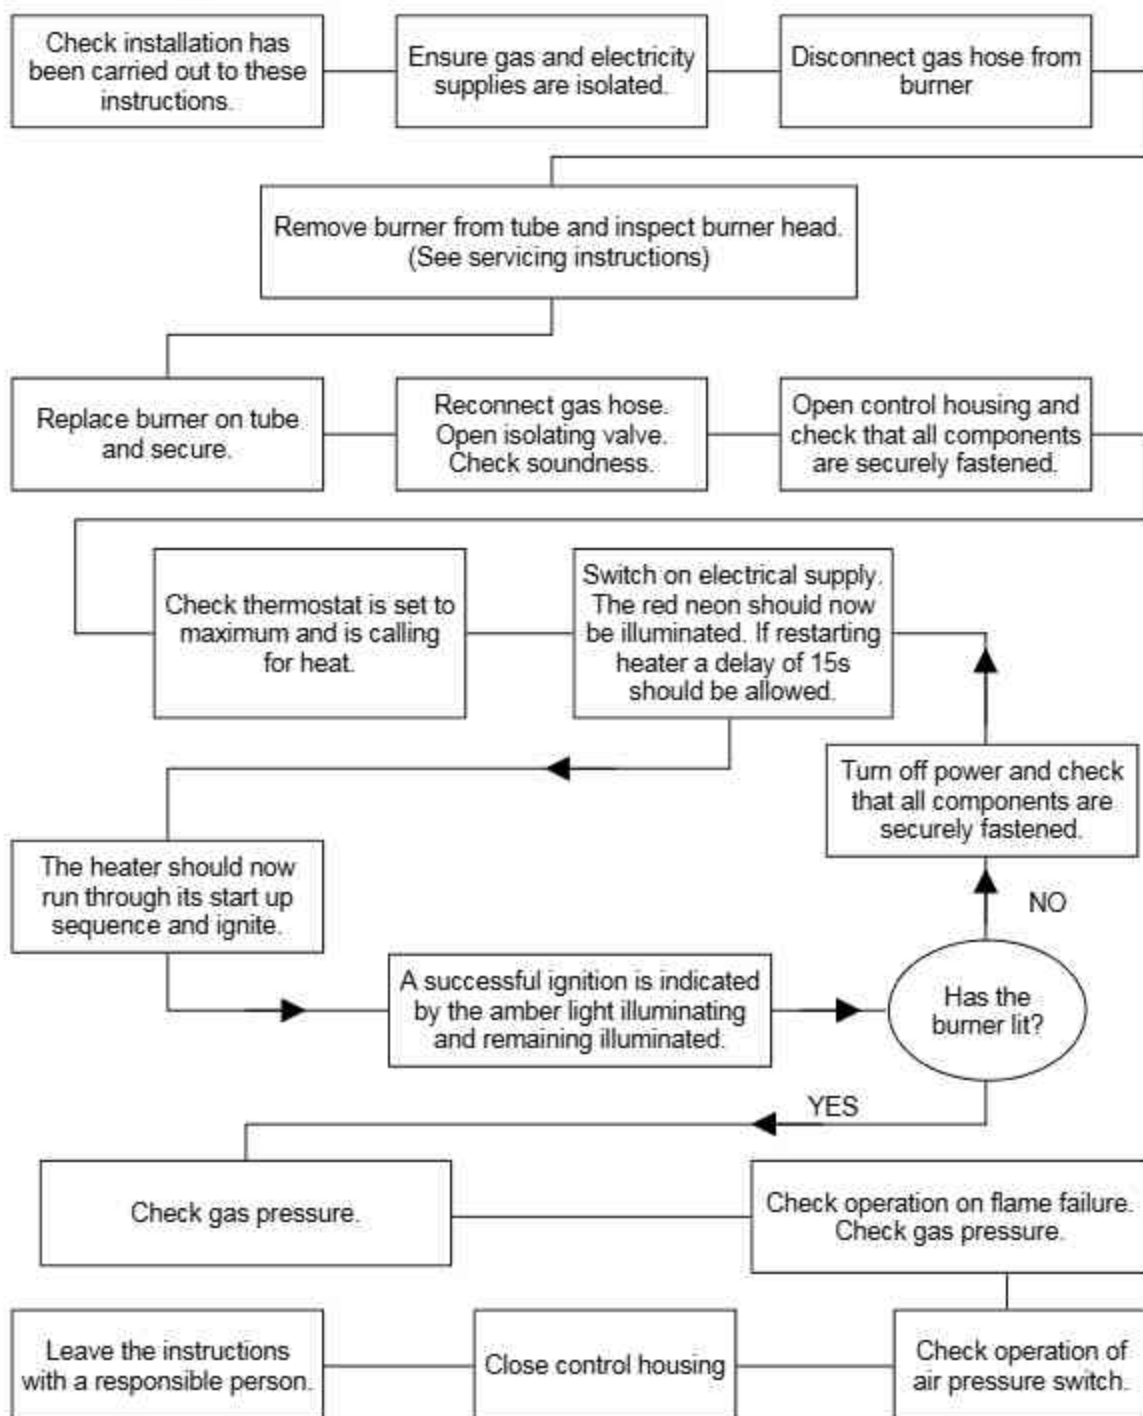 Check installation has
been carried out to these
instructions.
Ensure gas and electricity
supplies are isolated.
Disconnect gas hose from
burner
Remove burner from tube and inspect burner head.
(See servicing instructions)
Replace burner on tube
and secure.
Reconnect gas hose.
Open isolating valve.
Check soundness.
Open control housing and
check that all components
are securely fastened.
Check thermostat is set to
maximum and is calling
for heat.
Switch on electrical supply.
The red neon should now
be illuminated. If restarting
heater a delay of 15s
should be allowed.
Turn off power and check
that all components are
securely fastened.
The heater should now
run through its start up
sequence and ignite.
NO
A successful ignition is indicated
by the amber light illuminating
and remaining illuminated.
Has the
burner lit?
YES
Check gas pressure.
Check operation on flame failure.
Check gas pressure.
Leave the instructions
with a responsible person.
Close control housing
Check operation of
air pressure switch.